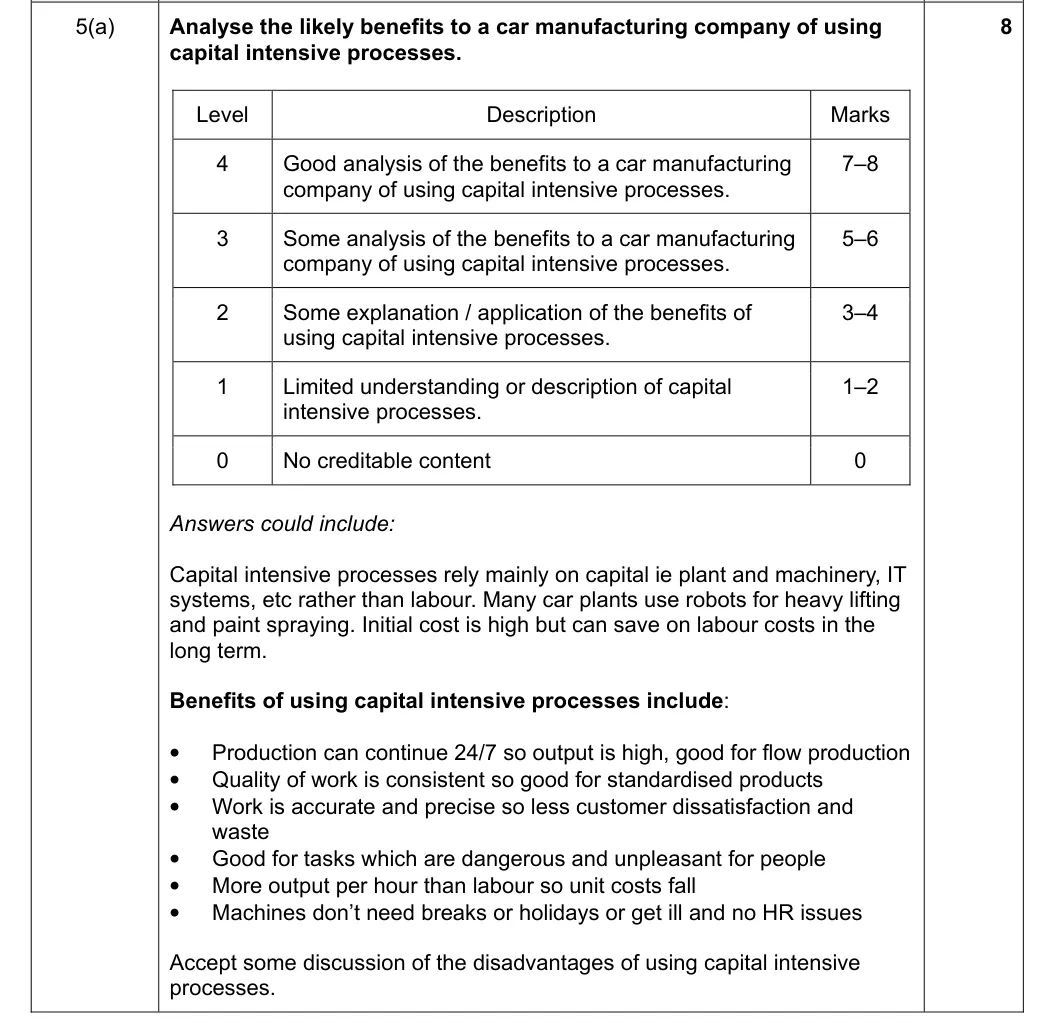 5(a)
Analyse the likely benefits to a car manufacturing company of using
capital intensive processes.
8
Level Description Marks
4 Good analysis of the benefits to a car manufacturing
company of using capital intensive processes.
7–8
3 Some analysis of the benefits to a car manufacturing
company of using capital intensive processes.
5–6
2 Some explanation / application of the benefits of
using capital intensive processes.
3–4
1 Limited understanding or description of capital
intensive processes.
1–2
0 No creditable content 0
Answers could include:
Capital intensive processes rely mainly on capital ie plant and machinery, IT
systems, etc rather than labour. Many car plants use robots for heavy lifting
and paint spraying. Initial cost is high but can save on labour costs in the
long term.
Benefits of using capital intensive processes include:
• Production can continue 24/7 so output is high, good for flow production
• Quality of work is consistent so good for standardised products
• Work is accurate and precise so less customer dissatisfaction and
waste
• Good for tasks which are dangerous and unpleasant for people
• More output per hour than labour so unit costs fall
• Machines don’t need breaks or holidays or get ill and no HR issues
Accept some discussion of the disadvantages of using capital intensive
processes.